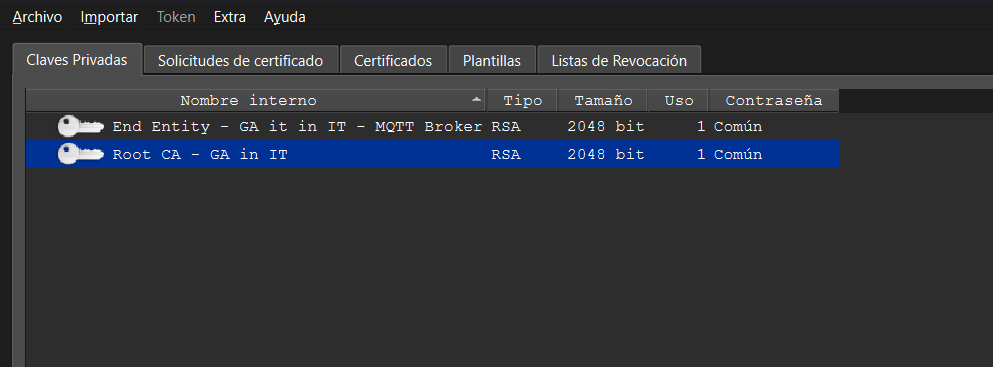 Archivo Importar Token Extra Ayuda
Claves Privadas Solicitudes de certificado Certificados Plantillas Listas de Revocación
Nombre interno Tipo Tamaño Uso Contraseña
End Entity - GA it in IT - MQTT Broker RSA 2048 bit 1 Común
Root CA - GA in IT RSA 2048 bit 1 Común